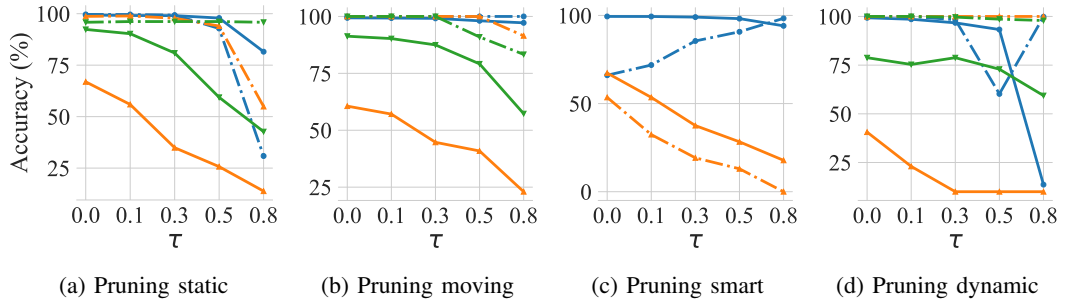 Accuracy (%)
100
75
50
25
0.0 0.1 0.3 0.5 0.8
τ
(a) Pruning static
100
75
50
25
0.0 0.1 0.3 0.5 0.8
τ
(b) Pruning moving
100
50
0
0.0 0.1 0.3 0.5 0.8
τ
(c) Pruning smart
100
75
50
25
0.0 0.1 0.3 0.5 0.8
τ
(d) Pruning dynamic